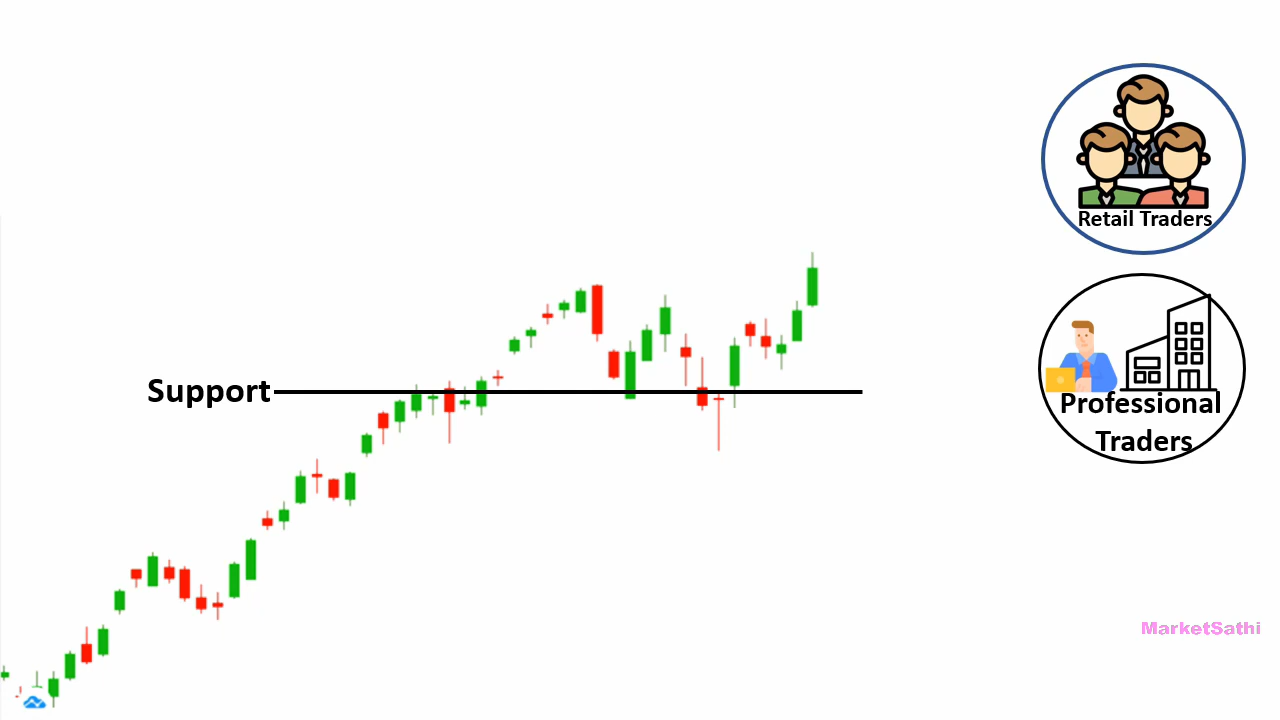 Retail Traders
Support
Professional
Traders
MarketSathi